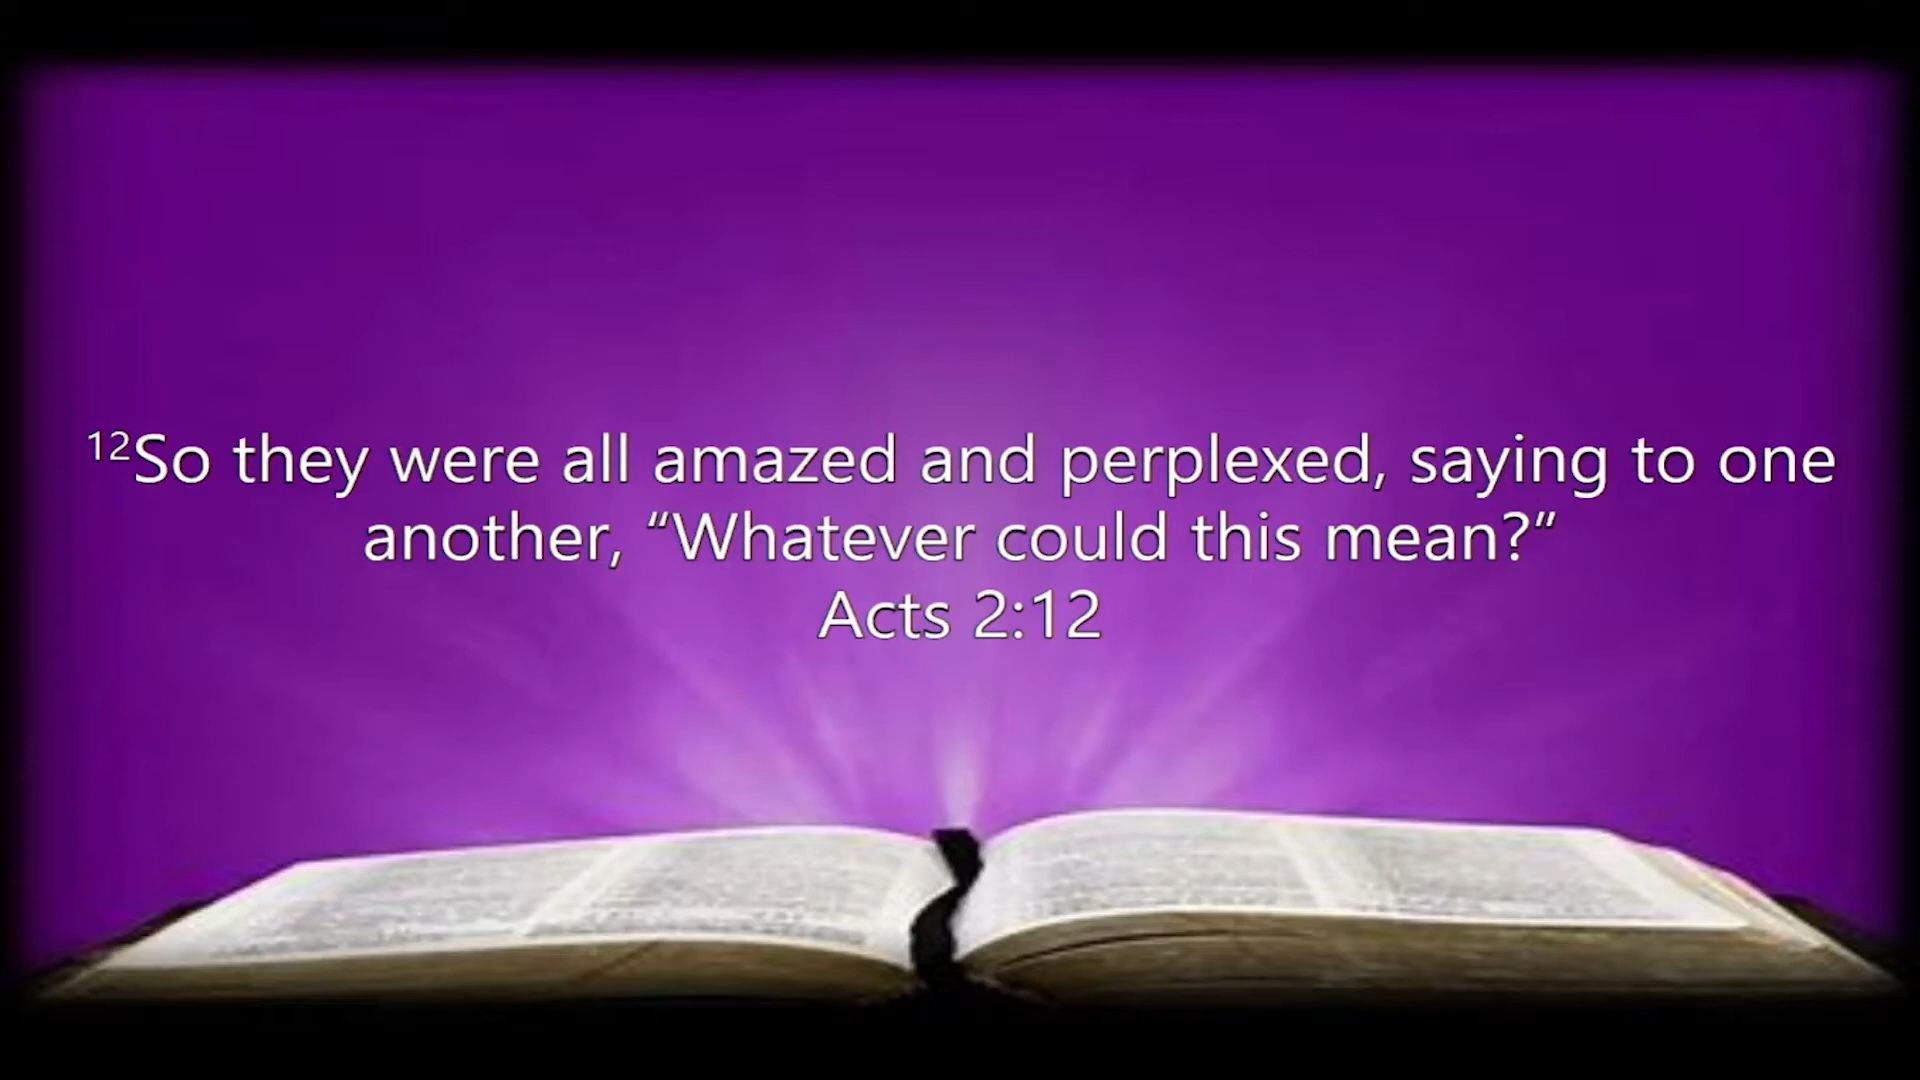 ¹²So they were all amazed and perplexed, saying to one
another, “Whatever could this mean?”
Acts 2:12